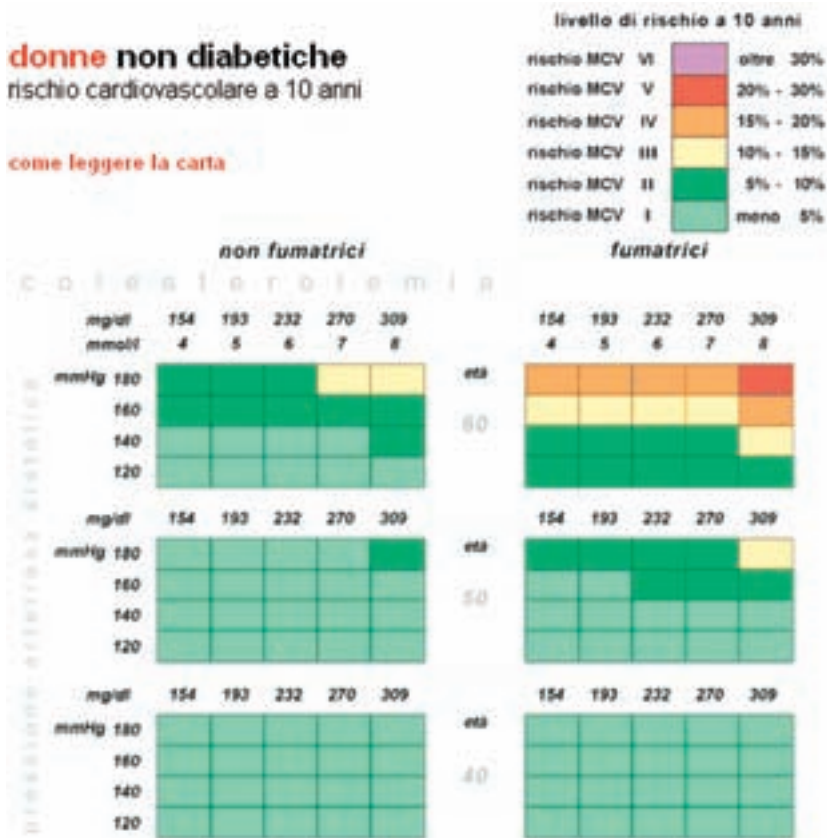 donne non diabetiche
rischio cardiovascolare a 10 anni
come leggere la carta
livello di rischio a 10 anni
rischio MCV VI oltre 30%
rischio MCV V 20% - 30%
rischio MCV IV 15% - 20%
rischio MCV III 10% - 15%
rischio MCV II 5% - 10%
rischio MCV I meno 5%
non fumatrici fumatrici
colesterolemia
mg/dl 154 193 232 270 309 154 193 232 270 309
mmol/l 4 5 6 7 8 4 5 6 7 8
pressione arteriosa sistolica
mmHg 180 età
160 60
140
120
mg/dl 154 193 232 270 309 154 193 232 270 309
mmHg 180 età
160 50
140
120
mg/dl 154 193 232 270 309 154 193 232 270 309
mmHg 180 età
160
140 40
120